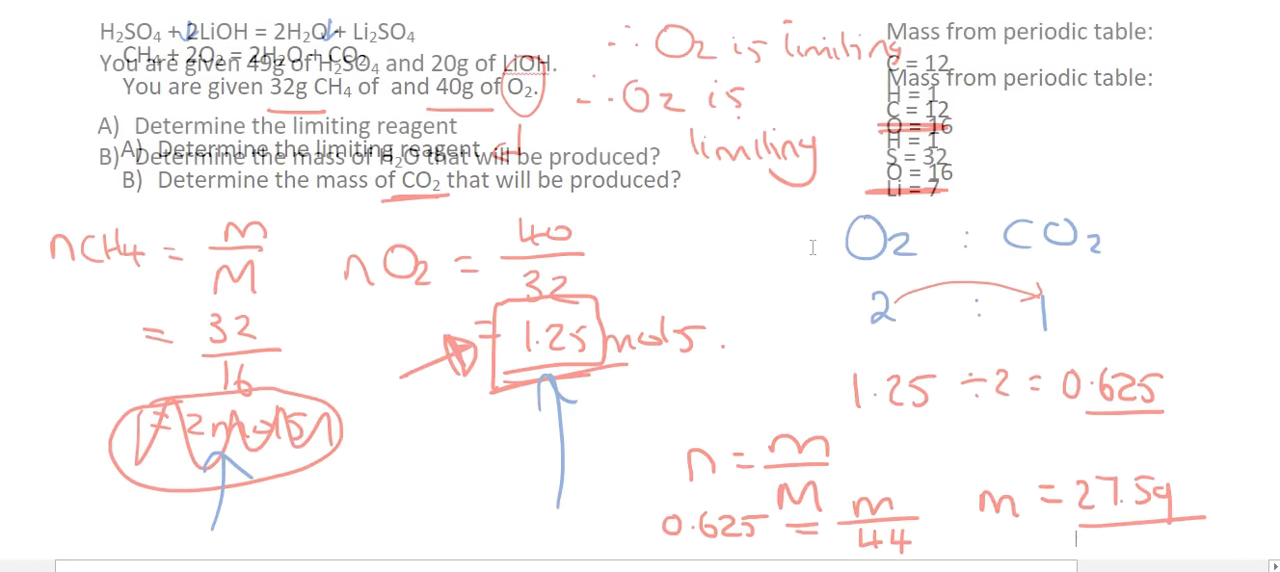 H₂SO₄ + 2LiOH = 2H₂O + Li₂SO₄
CH₄ + 2O₂ = 2H₂O + CO₂
You are given 49g of H₂SO₄ and 20g of LiOH.
You are given 32g CH₄ of and 40g of O₂.
A) Determine the limiting reagent
A) Determine the limiting reagent
B) Determine the mass of H₂O that will be produced?
B) Determine the mass of CO₂ that will be produced?
∴ O2 is limiting
∴ O2 is
limiting
Mass from periodic table:
C = 12
Mass from periodic table:
H = 1
C = 12
O = 16
H = 1
S = 32
O = 16
Li = 7
nCH4 = m
M
= 32
16
= 2mols
nO2 = 40
32
= 1.25 mols.
O2 : CO2
2 : 1
1.25 ÷ 2 = 0.625
n = m
M
0.625 = m
44
m = 27.5g